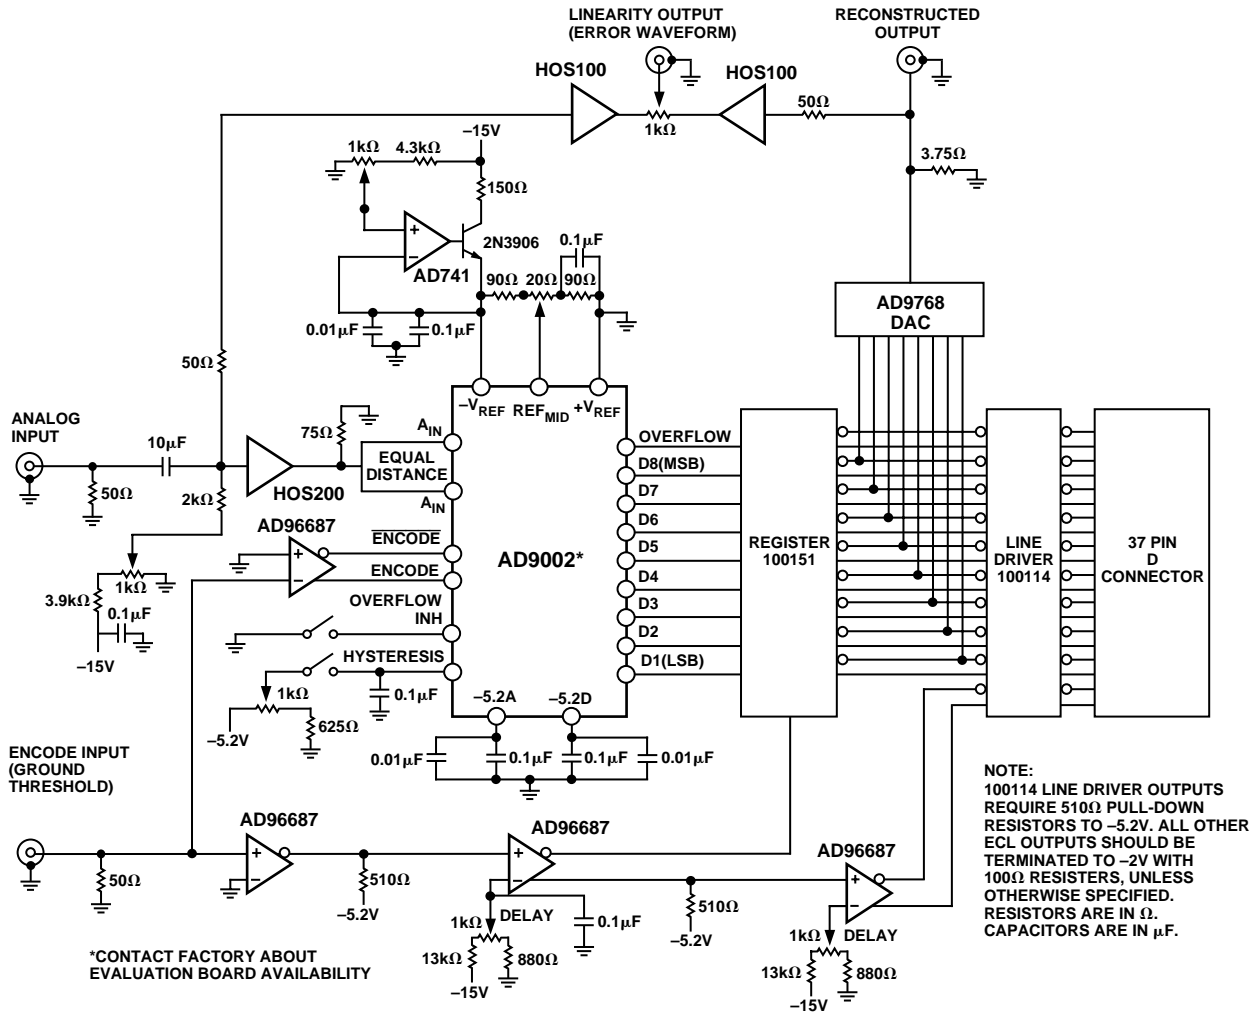 LINEARITY OUTPUT
(ERROR WAVEFORM)
RECONSTRUCTED
OUTPUT
HOS100
HOS100
50Ω
1kΩ
–15V
1kΩ
4.3kΩ
3.75Ω
150Ω
+
–
2N3906
AD741
0.1µF
90Ω
20Ω
90Ω
0.01µF
0.1µF
AD9768
DAC
50Ω
–VREF
REFMID
+VREF
ANALOG
INPUT
10µF
75Ω
AIN
EQUAL
DISTANCE
AIN
HOS200
50Ω
2kΩ
OVERFLOW
D8(MSB)
D7
D6
D5
D4
D3
D2
D1(LSB)
AD96687
+
–
ENCODE
ENCODE
AD9002*
REGISTER
100151
LINE
DRIVER
100114
37 PIN
D
CONNECTOR
1kΩ
3.9kΩ
0.1µF
–15V
OVERFLOW
INH
HYSTERESIS
0.1µF
1kΩ
–5.2V
625Ω
–5.2A
–5.2D
0.01µF
0.1µF
0.1µF
0.01µF
ENCODE INPUT
(GROUND
THRESHOLD)
50Ω
AD96687
+
–
510Ω
–5.2V
AD96687
+
–
1kΩ
DELAY
0.1µF
13kΩ
880Ω
–15V
510Ω
–5.2V
AD96687
+
–
1kΩ
DELAY
13kΩ
880Ω
–15V
NOTE:
100114 LINE DRIVER OUTPUTS
REQUIRE 510Ω PULL-DOWN
RESISTORS TO –5.2V. ALL OTHER
ECL OUTPUTS SHOULD BE
TERMINATED TO –2V WITH
100Ω RESISTERS, UNLESS
OTHERWISE SPECIFIED.
RESISTORS ARE IN Ω.
CAPACITORS ARE IN µF.
*CONTACT FACTORY ABOUT
EVALUATION BOARD AVAILABILITY